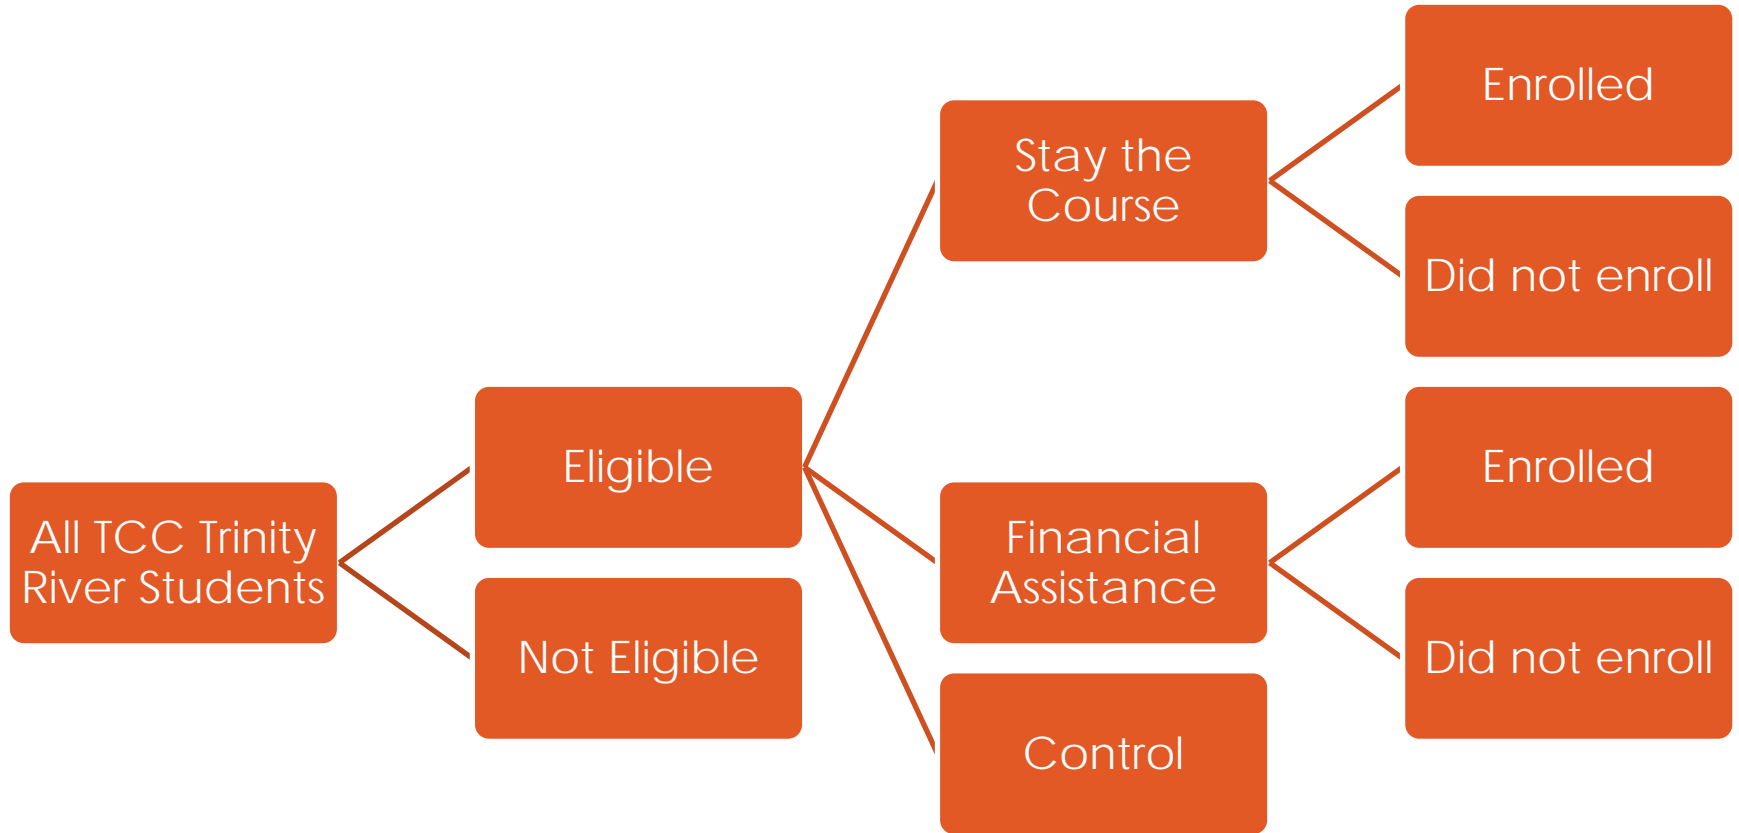 All TCC Trinity
River Students
Eligible
Not Eligible
Stay the
Course
Financial
Assistance
Control
Enrolled
Did not enroll
Enrolled
Did not enroll